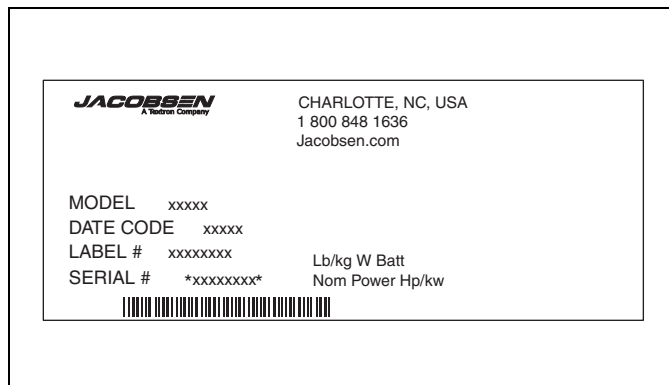 JACOBSEN
A Textron Company
CHARLOTTE, NC, USA
1 800 848 1636
Jacobsen.com
MODEL xxxxx
DATE CODE xxxxx
LABEL # xxxxxxxx
SERIAL # *xxxxxxxx*
Lb/kg W Batt
Nom Power Hp/kw